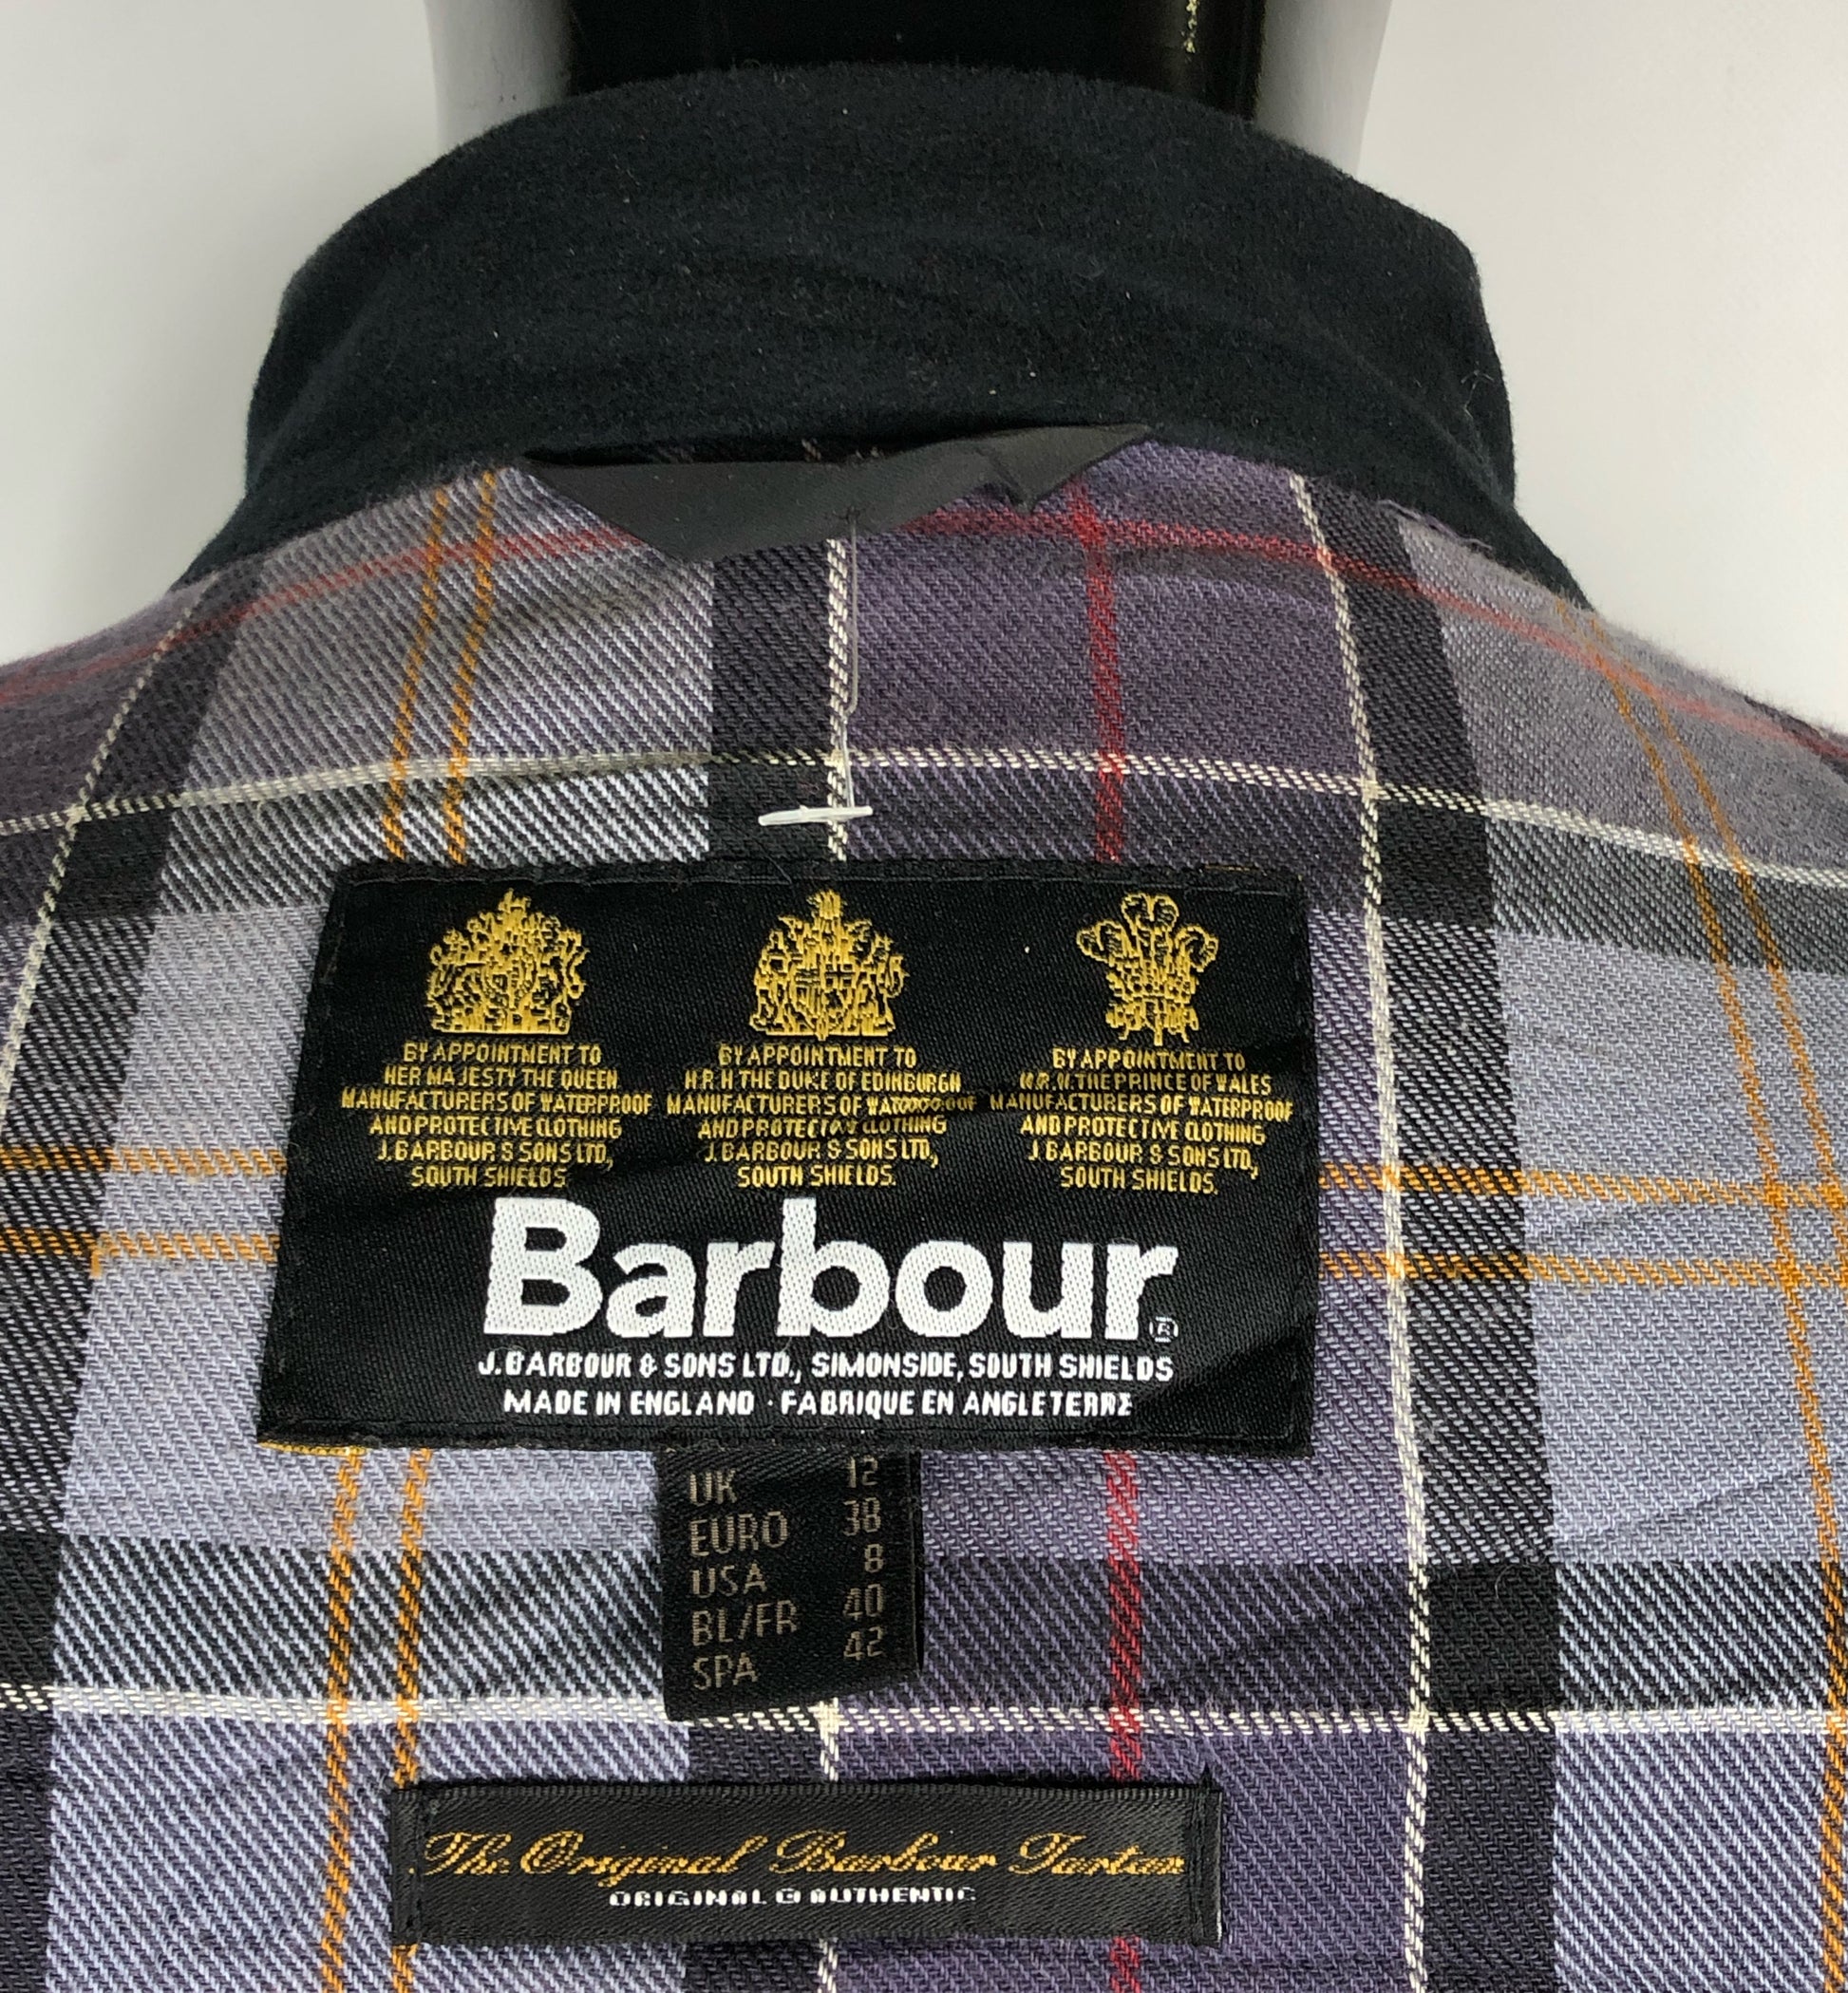 BY APPOINTMENT TO
HER MAJESTY THE QUEEN
MANUFACTURERS OF WATERPROOF
AND PROTECTIVE CLOTHING
J.BARBOUR & SONS LTD,
SOUTH SHIELDS.
BY APPOINTMENT TO
H.R.H THE DUKE OF EDINBURGH
MANUFACTURERS OF WATERPROOF
AND PROTECTIVE CLOTHING
J.BARBOUR & SONS LTD,
SOUTH SHIELDS.
BY APPOINTMENT TO
H.R.H. THE PRINCE OF WALES
MANUFACTURERS OF WATERPROOF
AND PROTECTIVE CLOTHING
J.BARBOUR & SONS LTD,
SOUTH SHIELDS.
Barbour®
J.BARBOUR & SONS LTD., SIMONSIDE, SOUTH SHIELDS
MADE IN ENGLAND · FABRIQUE EN ANGLETERRE
UK 12
EURO 38
USA 8
BL/FR 40
SPA 42
The Original Barbour Tartan
ORIGINAL & AUTHENTIC